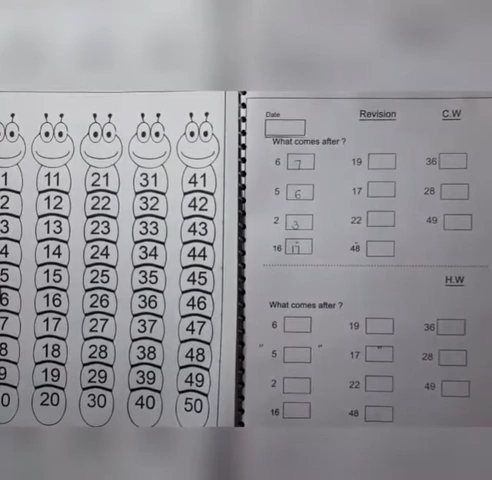 1 11 21 31 41
2 12 22 32 42
3 13 23 33 43
4 14 24 34 44
5 15 25 35 45
6 16 26 36 46
7 17 27 37 47
8 18 28 38 48
9 19 29 39 49
0 20 30 40 50
Date Revision C.W
What comes after ?
6 7 19 36
5 6 17 28
2 3 22 49
16 17 48
H.W
What comes after ?
6 19 36
5 17 28
2 22 49
16 48